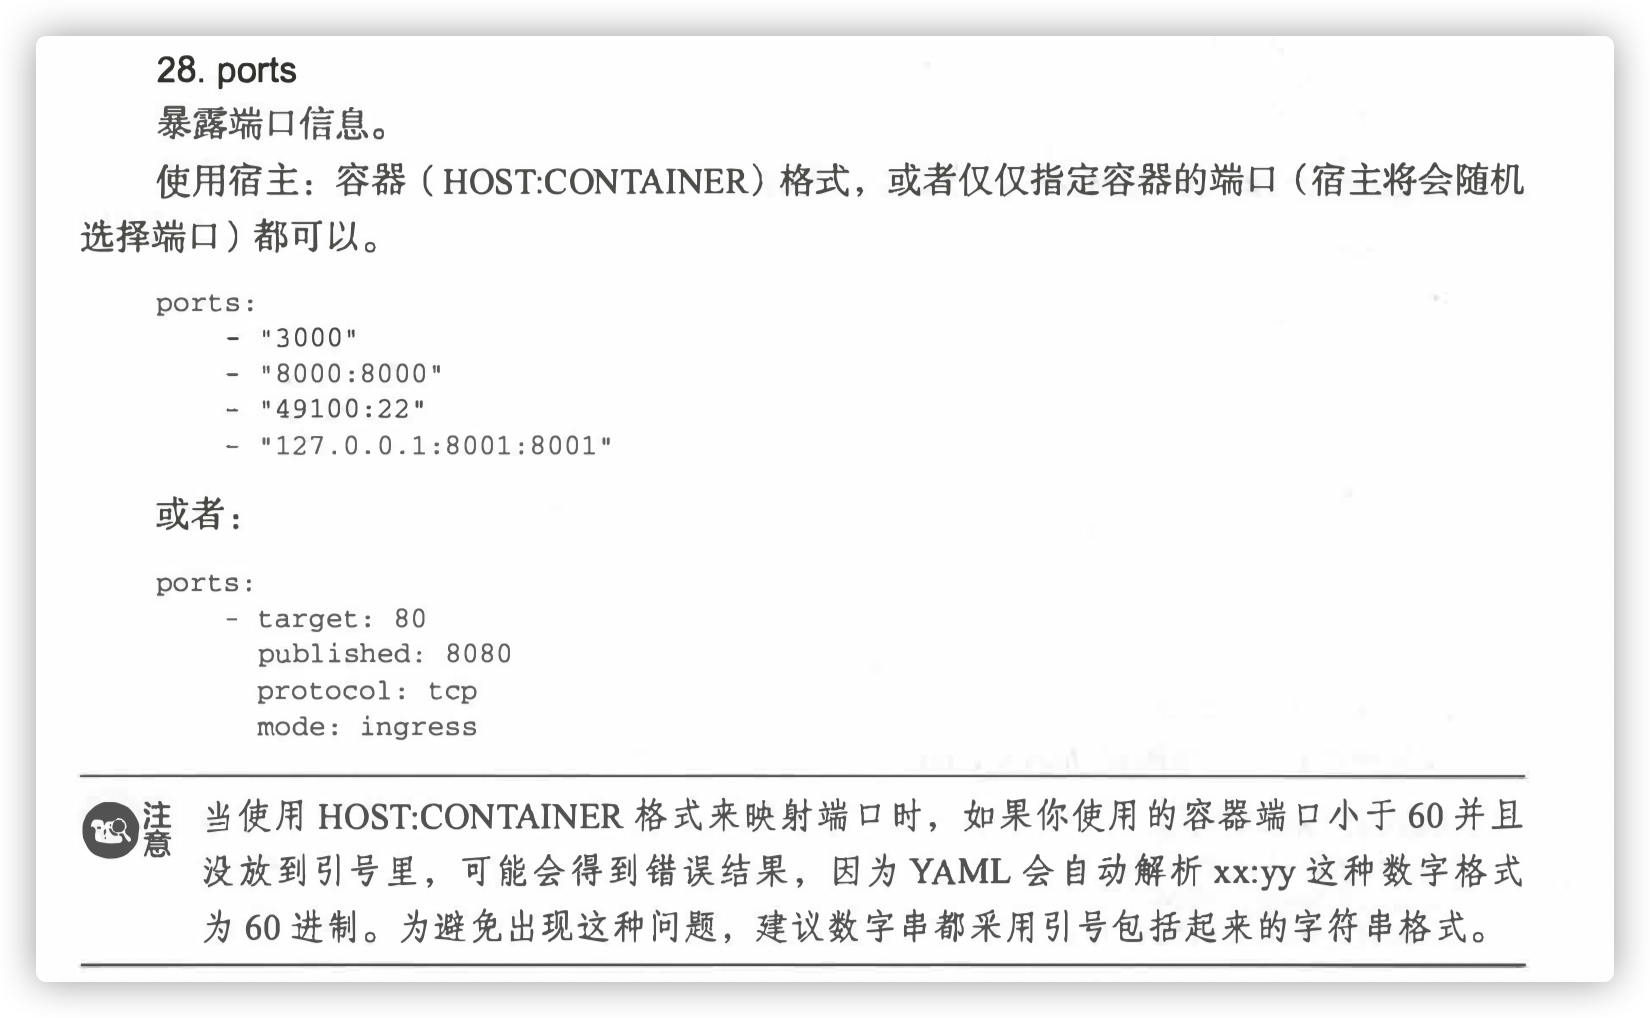 28. ports
暴露端口信息。
使用宿主：容器（HOST:CONTAINER）格式，或者仅仅指定容器的端口（宿主将会随机
选择端口）都可以。
ports:
    - "3000"
    - "8000:8000"
    - "49100:22"
    - "127.0.0.1:8001:8001"
或者：
ports:
    - target: 80
      published: 8080
      protocol: tcp
      mode: ingress
注意
当使用 HOST:CONTAINER 格式来映射端口时，如果你使用的容器端口小于 60 并且
没放到引号里，可能会得到错误结果，因为 YAML 会自动解析 xx:yy 这种数字格式
为 60 进制。为避免出现这种问题，建议数字串都采用引号包括起来的字符串格式。